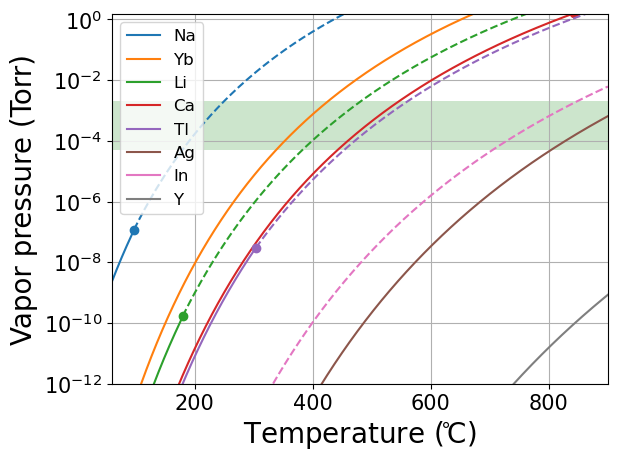 Vapor pressure (Torr)
10^0
10^-2
10^-4
10^-6
10^-8
10^-10
10^-12
Na
Yb
Li
Ca
Tl
Ag
In
Y
200
400
600
800
Temperature (°C)